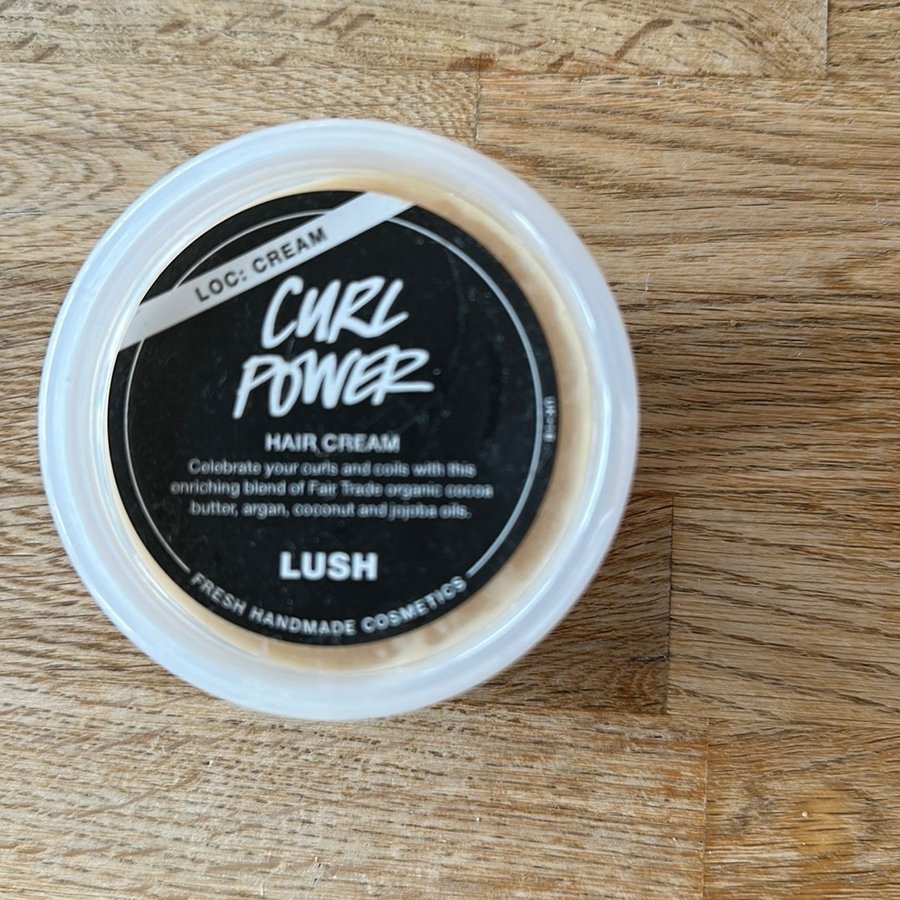 LOC: CREAM
CURL
POWER
HAIR CREAM
Celebrate your curls and coils with this
enriching blend of Fair Trade organic cocoa
butter, argan, coconut and jojoba oils.
LUSH
FRESH HANDMADE COSMETICS